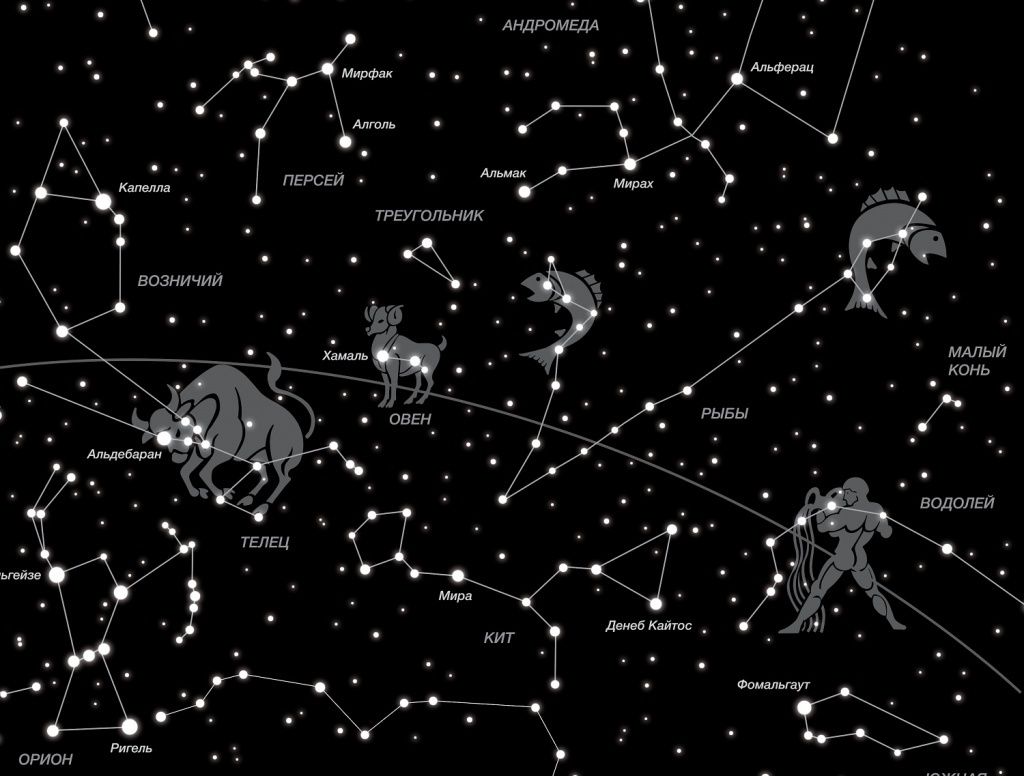 АНДРОМЕДА
Альферац
Мирфак
Алголь
Альмак
Мирах
ПЕРСЕЙ
Капелла
ТРЕУГОЛЬНИК
ВОЗНИЧИЙ
Хамаль
МАЛЫЙ
КОНЬ
ОВЕН
РЫБЫ
Альдебаран
ВОДОЛЕЙ
ТЕЛЕЦ
ьгейзе
Мира
Денеб Кайтос
КИТ
Фомальгаут
Ригель
ОРИОН
ЮЖНАЯ